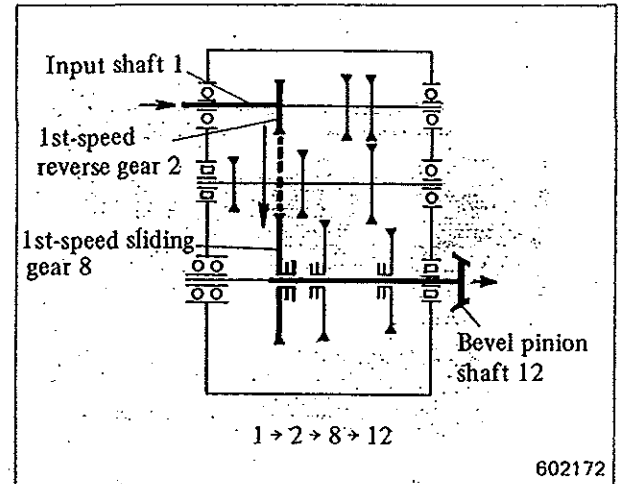 Input shaft 1
1st-speed
reverse gear 2
1st-speed sliding
gear 8
Bevel pinion
shaft 12
1→2→8→12
602172